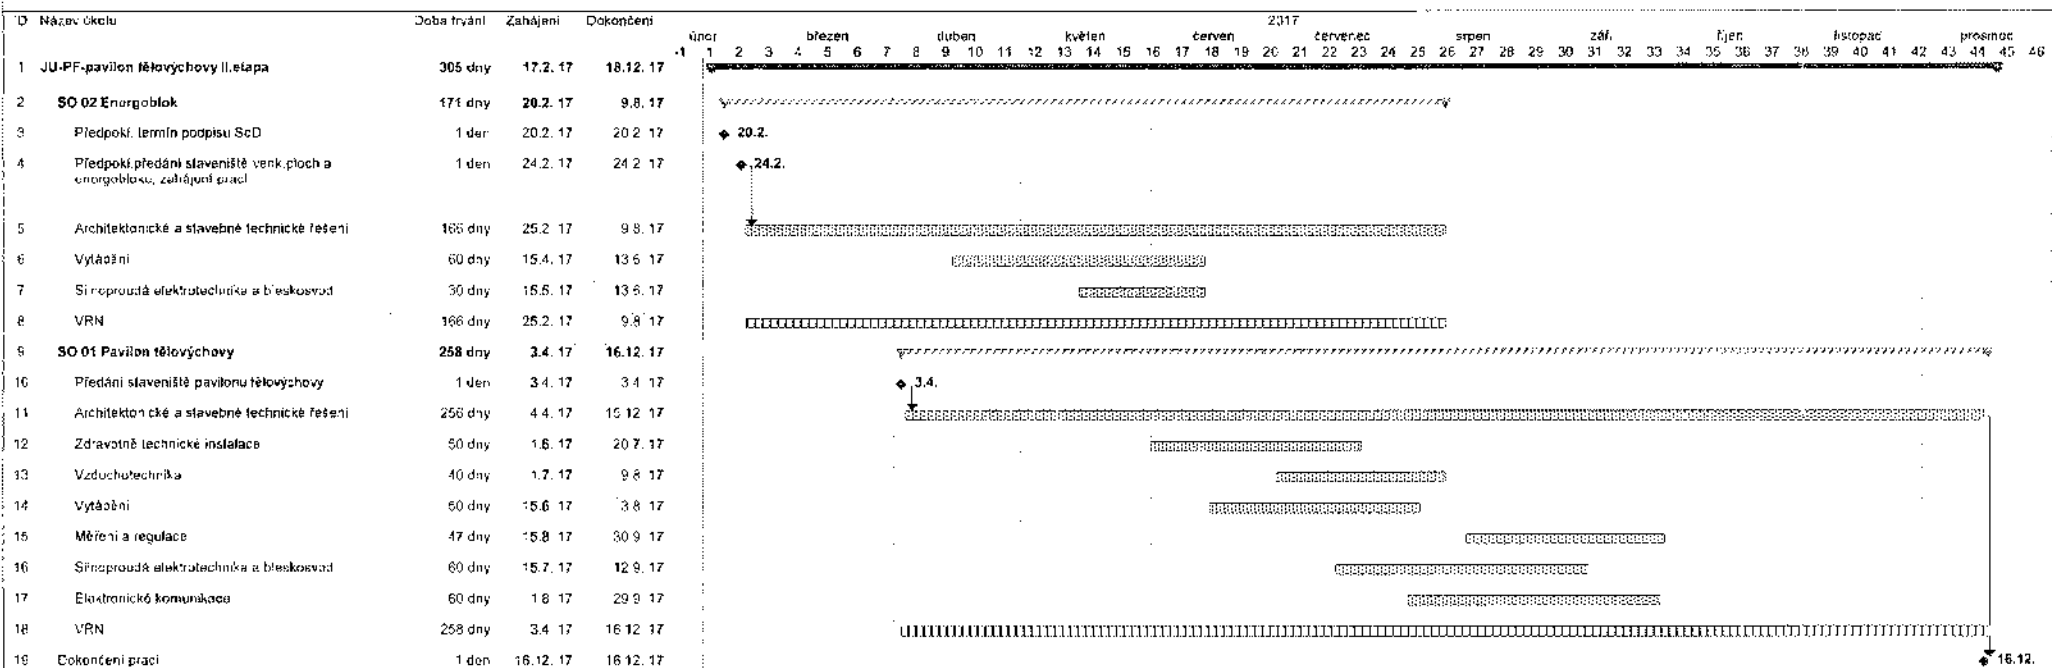 ID Název úkolu Doba trvání Zahájení Dokončení 2017
únor březen duben květen červen červenec srpen září říjen listopad prosinec
-1 1 2 3 4 5 6 7 8 9 10 11 12 13 14 15 16 17 18 19 20 21 22 23 24 25 26 27 28 29 30 31 32 33 34 35 36 37 38 39 40 41 42 43 44 45 46
1 JU-PF-pavilon tělovýchovy II.etapa 305 dny 17.2. 17 18.12. 17
2 SO 02 Energoblok 171 dny 20.2. 17 9.8. 17
3 Předpokl. termín podpisu SoD 1 den 20.2. 17 20.2. 17 20.2.
4 Předpokl.předání staveniště venk.ploch a 1 den 24.2. 17 24.2. 17 24.2.
energobloku, zahájení prací
5 Architektonické a stavebně technické řešení 166 dny 25.2. 17 9.8. 17
6 Vytápění 60 dny 15.4. 17 13.6. 17
7 Silnoproudá elektrotechnika a bleskosvod 30 dny 15.5. 17 13.6. 17
8 VRN 166 dny 25.2. 17 9.8. 17
9 SO 01 Pavilon tělovýchovy 258 dny 3.4. 17 16.12. 17
10 Předání staveniště pavilonu tělovýchovy 1 den 3.4. 17 3.4. 17 3.4.
11 Architektonické a stavebně technické řešení 256 dny 4.4. 17 15.12. 17
12 Zdravotně technické instalace 50 dny 1.6. 17 20.7. 17
13 Vzduchotechnika 40 dny 1.7. 17 9.8. 17
14 Vytápění 50 dny 15.6. 17 3.8. 17
15 Měření a regulace 47 dny 15.8. 17 30.9. 17
16 Silnoproudá elektrotechnika a bleskosvod 60 dny 15.7. 17 12.9. 17
17 Elektronické komunikace 60 dny 1.8. 17 29.9. 17
18 VRN 258 dny 3.4. 17 16.12. 17
19 Dokončení prací 1 den 16.12. 17 16.12. 17 16.12.